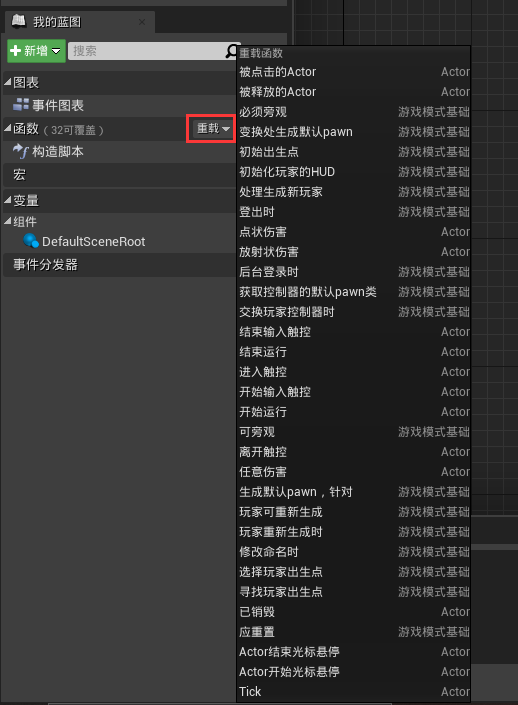 我的蓝图
新增
搜索
图表
事件图表
函数（32可覆盖）
重载
构造脚本
宏
变量
组件
DefaultSceneRoot
事件分发器
重载函数
被点击的Actor Actor
被释放的Actor Actor
必须旁观 游戏模式基础
变换处生成默认pawn 游戏模式基础
初始出生点 游戏模式基础
初始化玩家的HUD 游戏模式基础
处理生成新玩家 游戏模式基础
登出时 游戏模式基础
点状伤害 Actor
放射状伤害 Actor
后台登录时 游戏模式基础
获取控制器的默认pawn类 游戏模式基础
交换玩家控制器时 游戏模式基础
结束输入触控 Actor
结束运行 Actor
进入触控 Actor
开始输入触控 Actor
开始运行 Actor
可旁观 游戏模式基础
离开触控 Actor
任意伤害 Actor
生成默认pawn，针对 游戏模式基础
玩家可重新生成 游戏模式基础
玩家重新生成时 游戏模式基础
修改命名时 游戏模式基础
选择玩家出生点 游戏模式基础
寻找玩家出生点 游戏模式基础
已销毁 Actor
应重置 游戏模式基础
Actor结束光标悬停 Actor
Actor开始光标悬停 Actor
Tick Actor